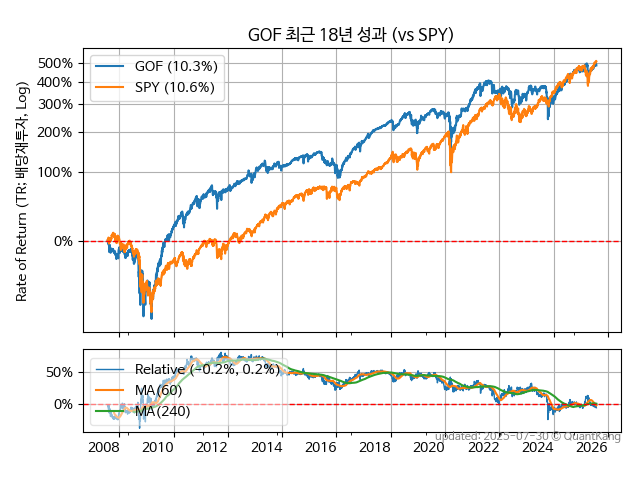 GOF 최근 18년 성과 (vs SPY)
Rate of Return (TR: 배당재투자, Log)
500%
400%
300%
200%
100%
0%
GOF (10.3%)
SPY (10.6%)
50%
0%
Relative (−0.2%, 0.2%)
MA(60)
MA(240)
updated: 2025-07-30 © QuantKang
2008 2010 2012 2014 2016 2018 2020 2022 2024 2026